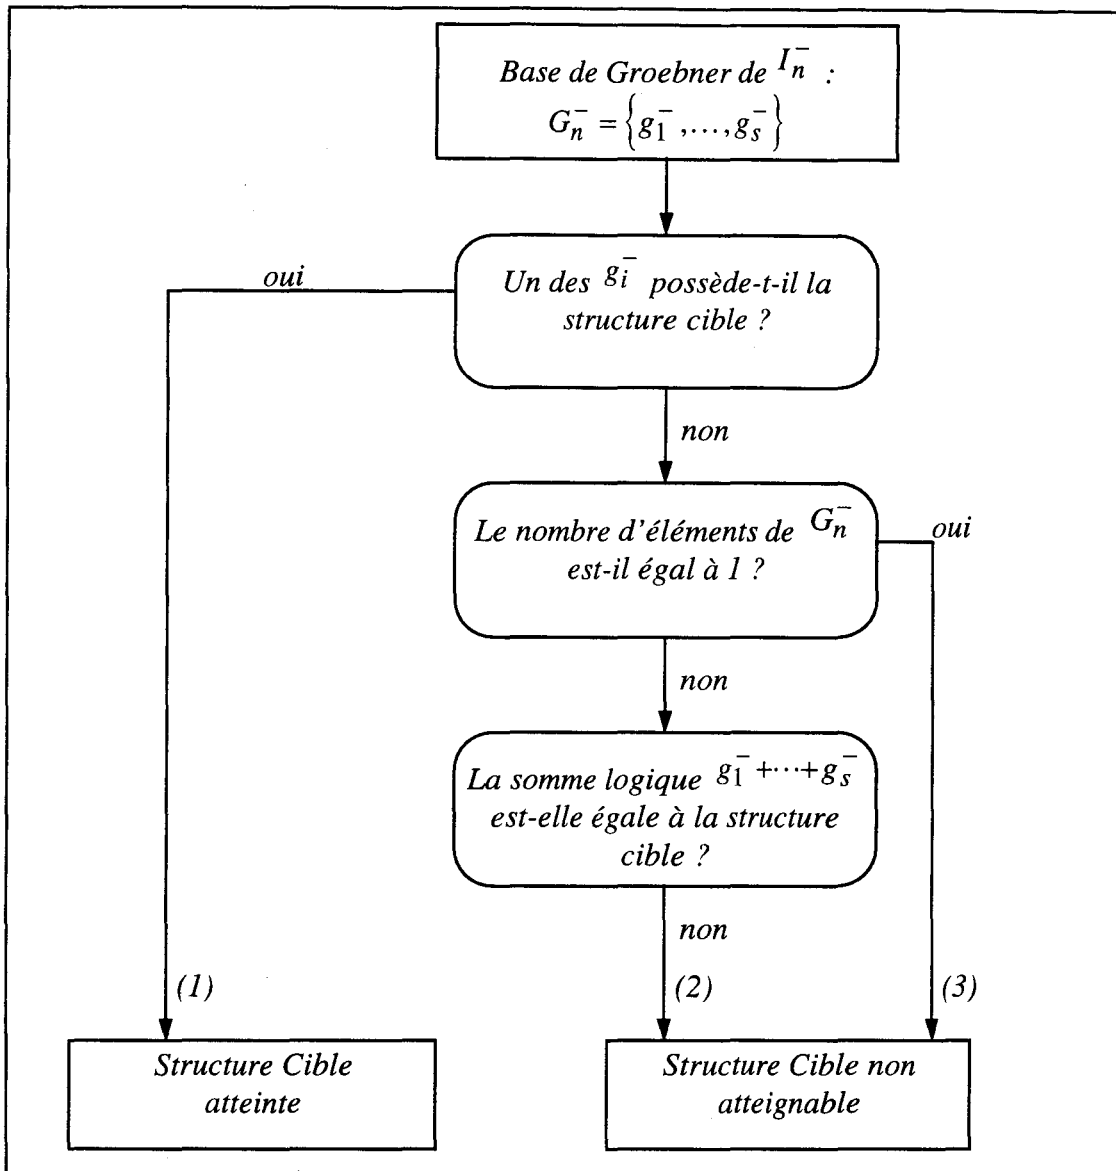 Base de Groebner de I_n^- :
G_n^- = {g_1^-,...,g_s^-}
oui
Un des g_i^- possède-t-il la
structure cible ?
non
Le nombre d'éléments de G_n^-
est-il égal à 1 ?
oui
non
La somme logique g_1^- +···+ g_s^-
est-elle égale à la structure
cible ?
non
(1)
(2)
(3)
Structure Cible
atteinte
Structure Cible non
atteignable